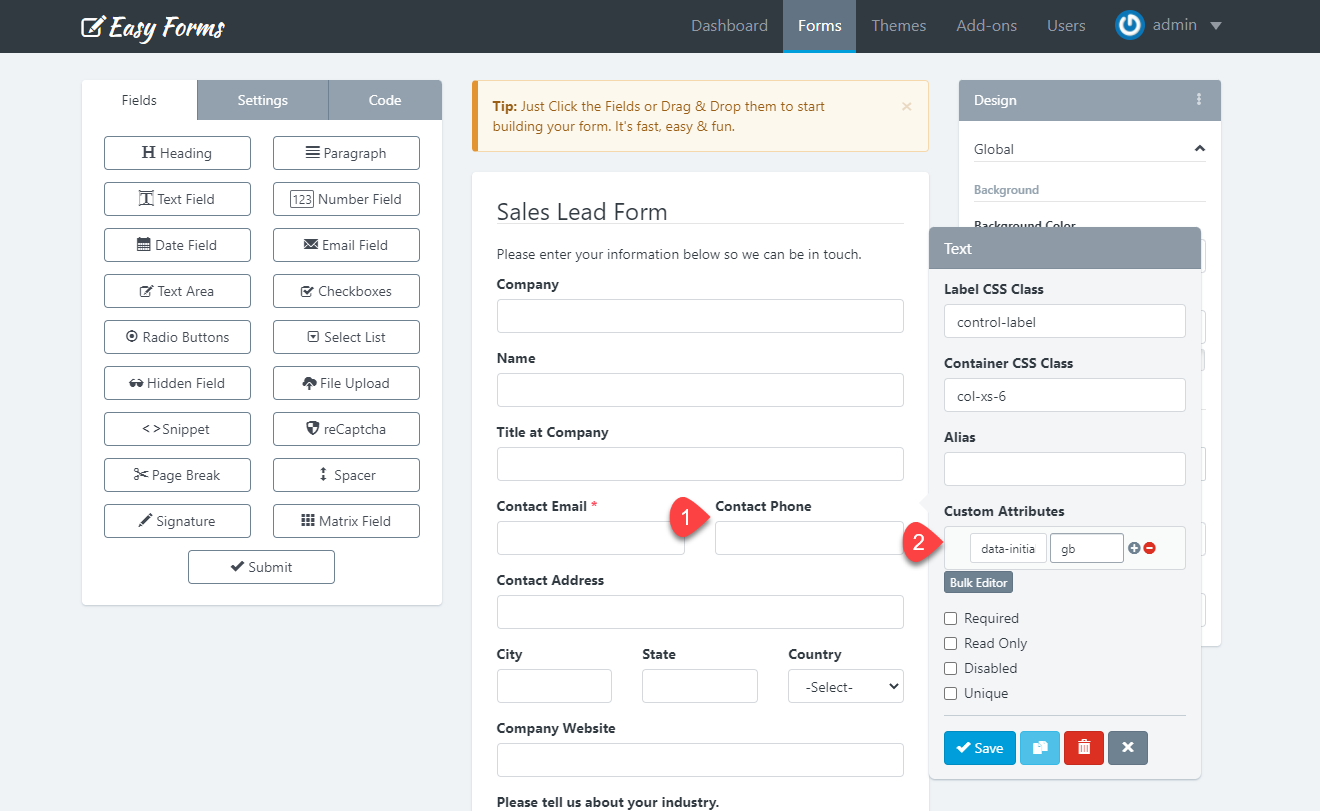 Easy Forms
Dashboard
Forms
Themes
Add-ons
Users
admin
Fields
Settings
Code
Heading
Paragraph
Text Field
123 Number Field
Date Field
Email Field
Text Area
Checkboxes
Radio Buttons
Select List
Hidden Field
File Upload
<>Snippet
reCaptcha
Page Break
Spacer
Signature
Matrix Field
Submit
Tip: Just Click the Fields or Drag & Drop them to start
building your form. It's fast, easy & fun.
×
Sales Lead Form
Please enter your information below so we can be in touch.
Company
Name
Title at Company
Contact Email *
1
Contact Phone
Contact Address
City
State
Country
-Select-
Company Website
Please tell us about your industry.
Design
Global
Background
Background Color
Text
Label CSS Class
control-label
Container CSS Class
col-xs-6
Alias
Custom Attributes
2
data-initia
gb
Bulk Editor
Required
Read Only
Disabled
Unique
Save